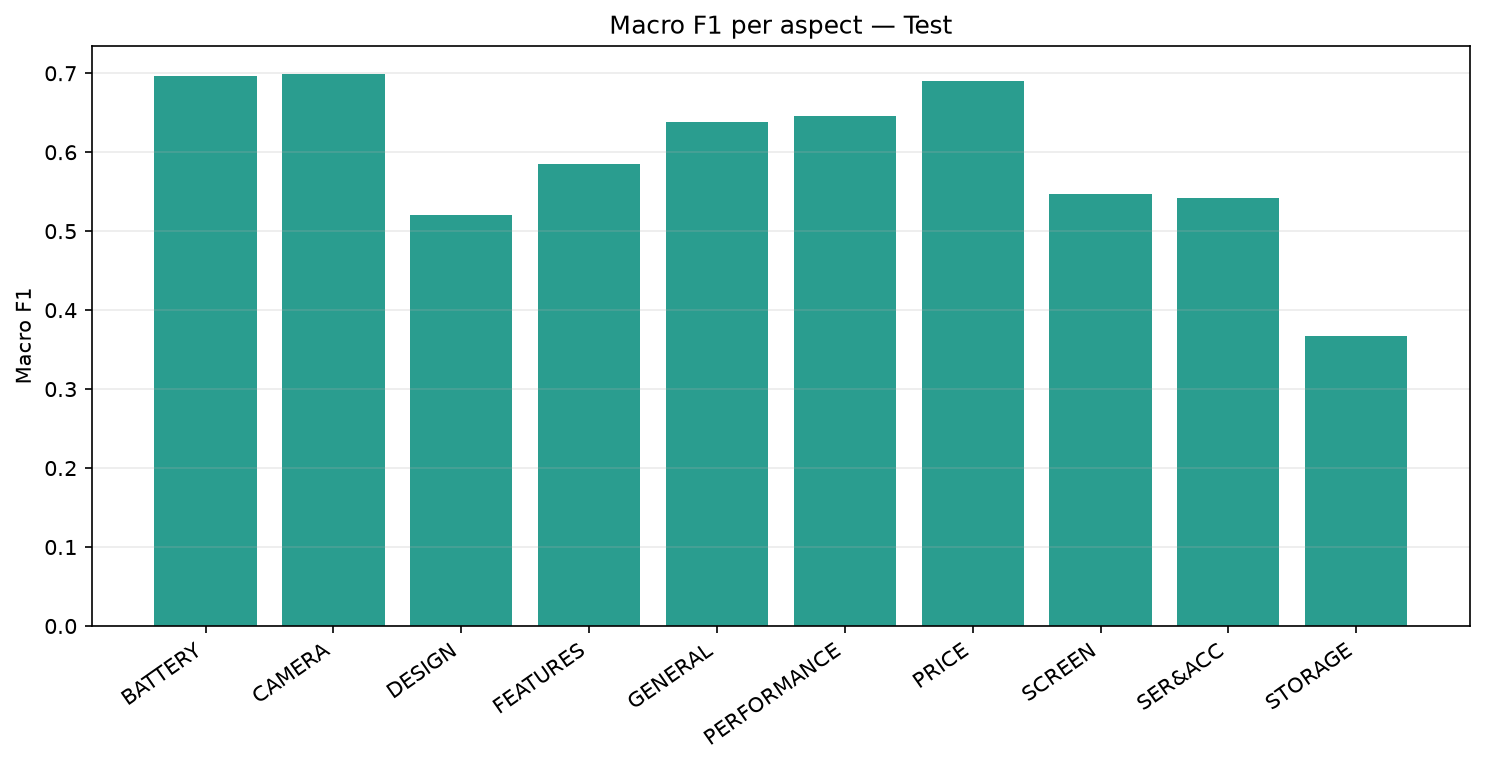 Macro F1 per aspect — Test
Macro F1
0.7
0.6
0.5
0.4
0.3
0.2
0.1
0.0
BATTERY
CAMERA
DESIGN
FEATURES
GENERAL
PERFORMANCE
PRICE
SCREEN
SER&ACC
STORAGE